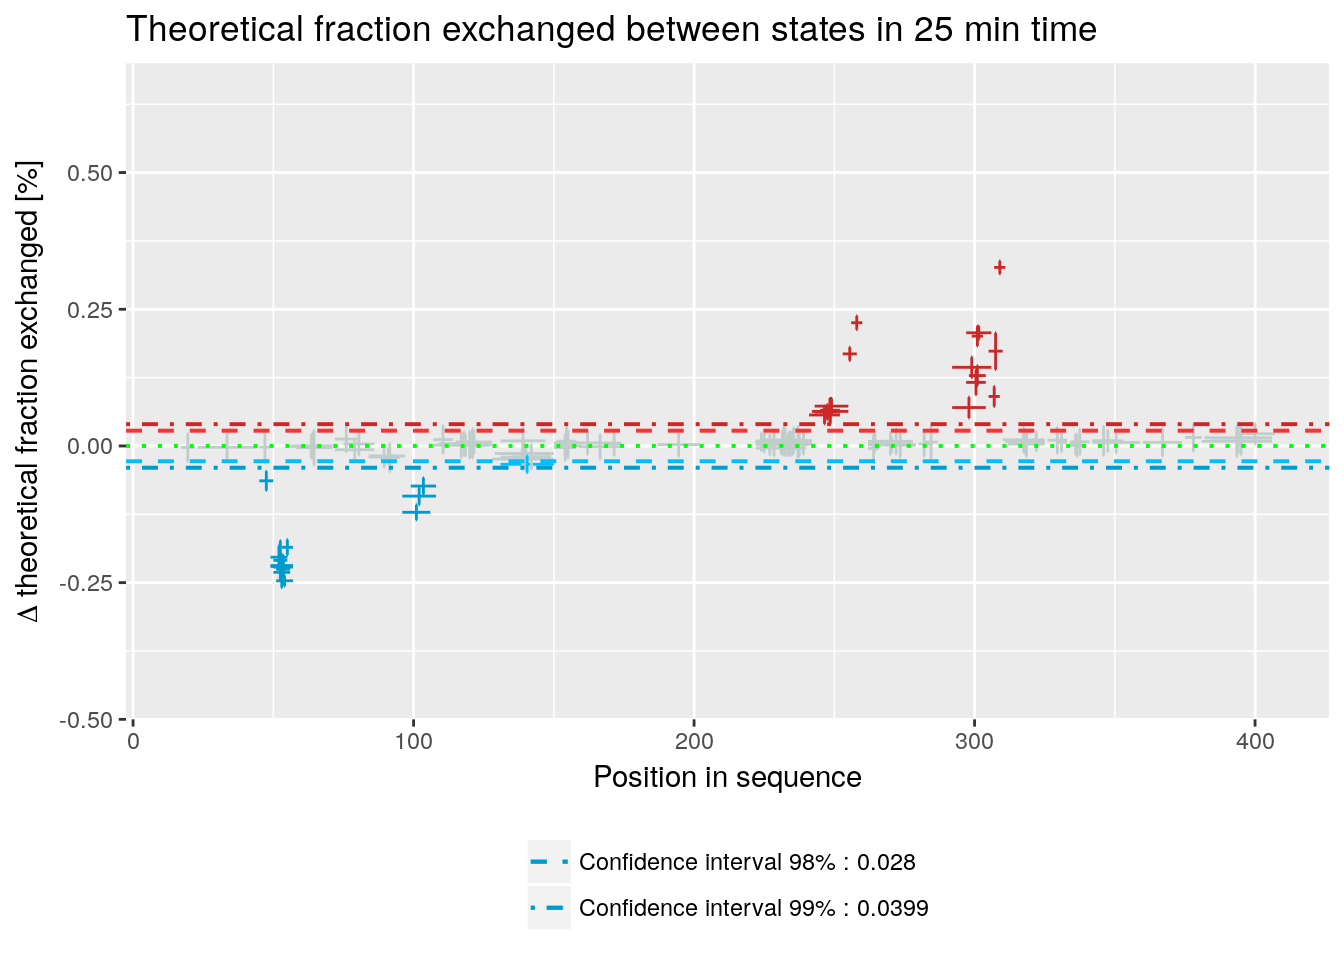 Theoretical fraction exchanged between states in 25 min time
Δ theoretical fraction exchanged [%]
0.50
0.25
0.00
-0.25
-0.50
0 100 200 300 400
Position in sequence
Confidence interval 98% : 0.028
Confidence interval 99% : 0.0399